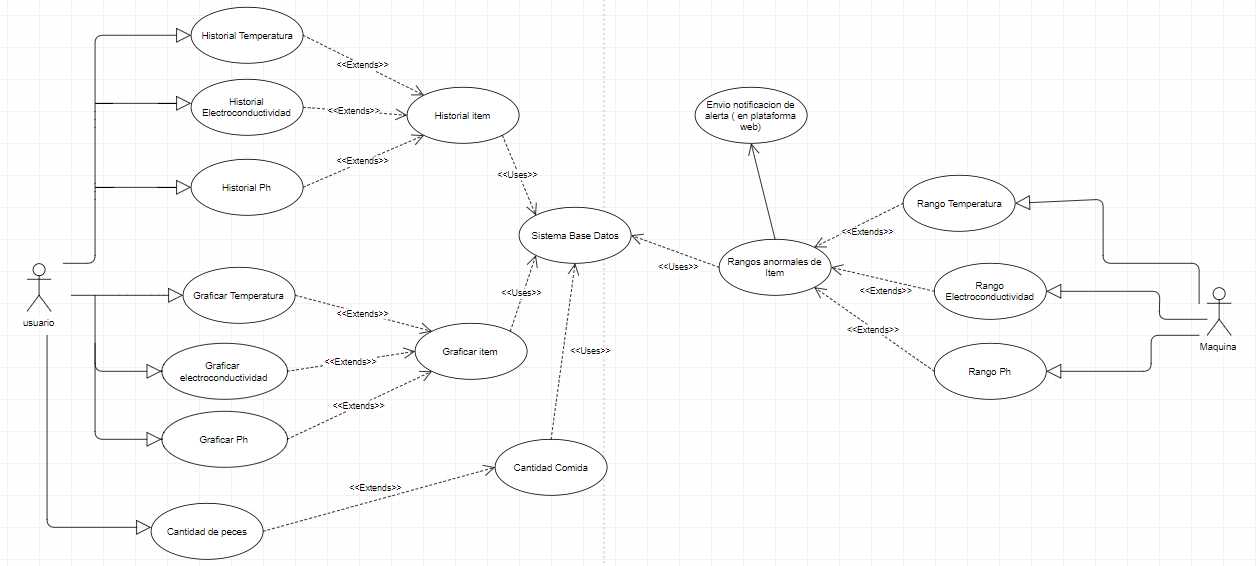 Historial Temperatura
<<Extends>>
Historial
Electroconductividad
<<Extends>>
Historial item
Historial Ph
<<Extends>>
<<Uses>>
Envio notificacion de
alerta ( en plataforma
web)
Sistema Base Datos
<<Uses>>
Rangos anormales de
Item
<<Extends>>
Rango Temperatura
<<Extends>>
Rango
Electroconductividad
<<Extends>>
Rango Ph
Maquina
usuario
Graficar Temperatura
<<Extends>>
<<Uses>>
Graficar
electroconductividad
<<Extends>>
Graficar item
<<Uses>>
Graficar Ph
<<Extends>>
Cantidad Comida
<<Extends>>
Cantidad de peces